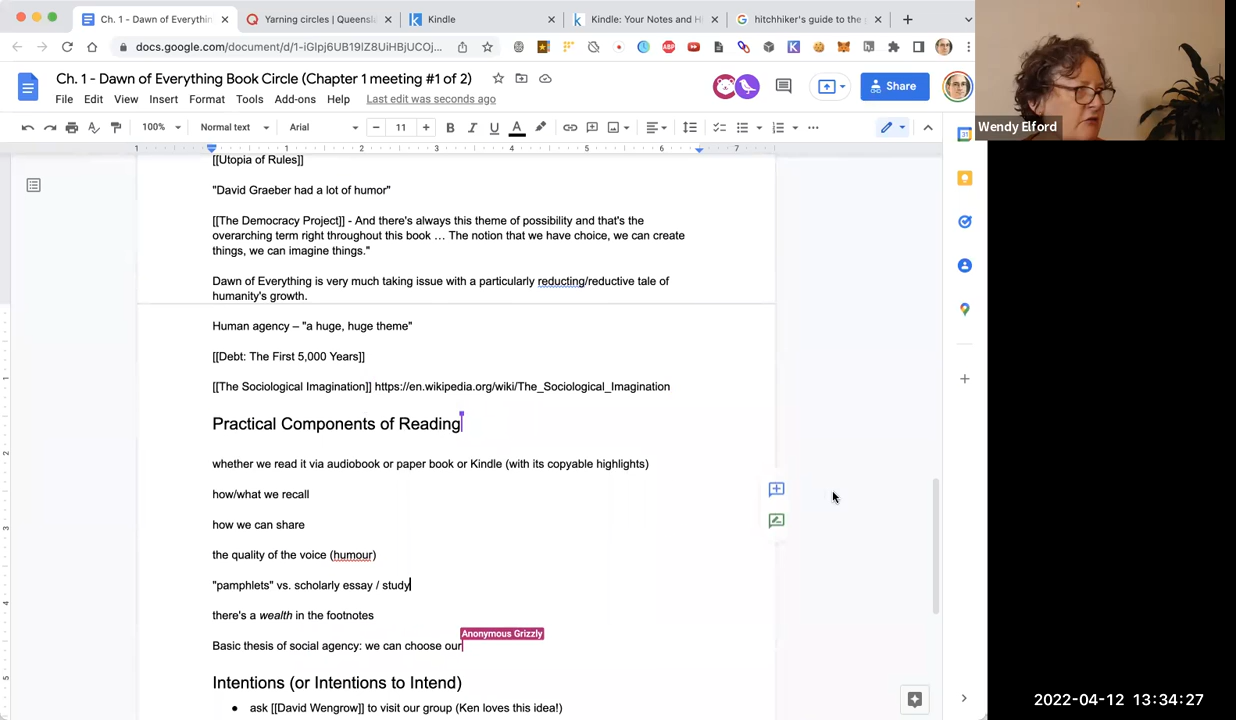 Ch. 1 - Dawn of Everythin
Yarning circles | Queensla
Kindle
Kindle: Your Notes and Hi
hitchhiker's guide to the
docs.google.com/document/d/1-iGlpj6UB19IZ8UiHBjUCOj...
Ch. 1 - Dawn of Everything Book Circle (Chapter 1 meeting #1 of 2)
Share
File Edit View Insert Format Tools Add-ons Help Last edit was seconds ago
Wendy Elford
100% Normal text Arial 11 B I U A
1 1 2 3 4 5 6 7
[[Utopia of Rules]]
"David Graeber had a lot of humor"
[[The Democracy Project]] - And there's always this theme of possibility and that's the
overarching term right throughout this book … The notion that we have choice, we can create
things, we can imagine things."
Dawn of Everything is very much taking issue with a particularly reducting/reductive tale of
humanity's growth.
Human agency – "a huge, huge theme"
[[Debt: The First 5,000 Years]]
[[The Sociological Imagination]] https://en.wikipedia.org/wiki/The_Sociological_Imagination
Practical Components of Reading
whether we read it via audiobook or paper book or Kindle (with its copyable highlights)
how/what we recall
how we can share
the quality of the voice (humour)
"pamphlets" vs. scholarly essay / study
there's a wealth in the footnotes
Anonymous Grizzly
Basic thesis of social agency: we can choose our
Intentions (or Intentions to Intend)
● ask [[David Wengrow]] to visit our group (Ken loves this idea!)
2022-04-12 13:34:27